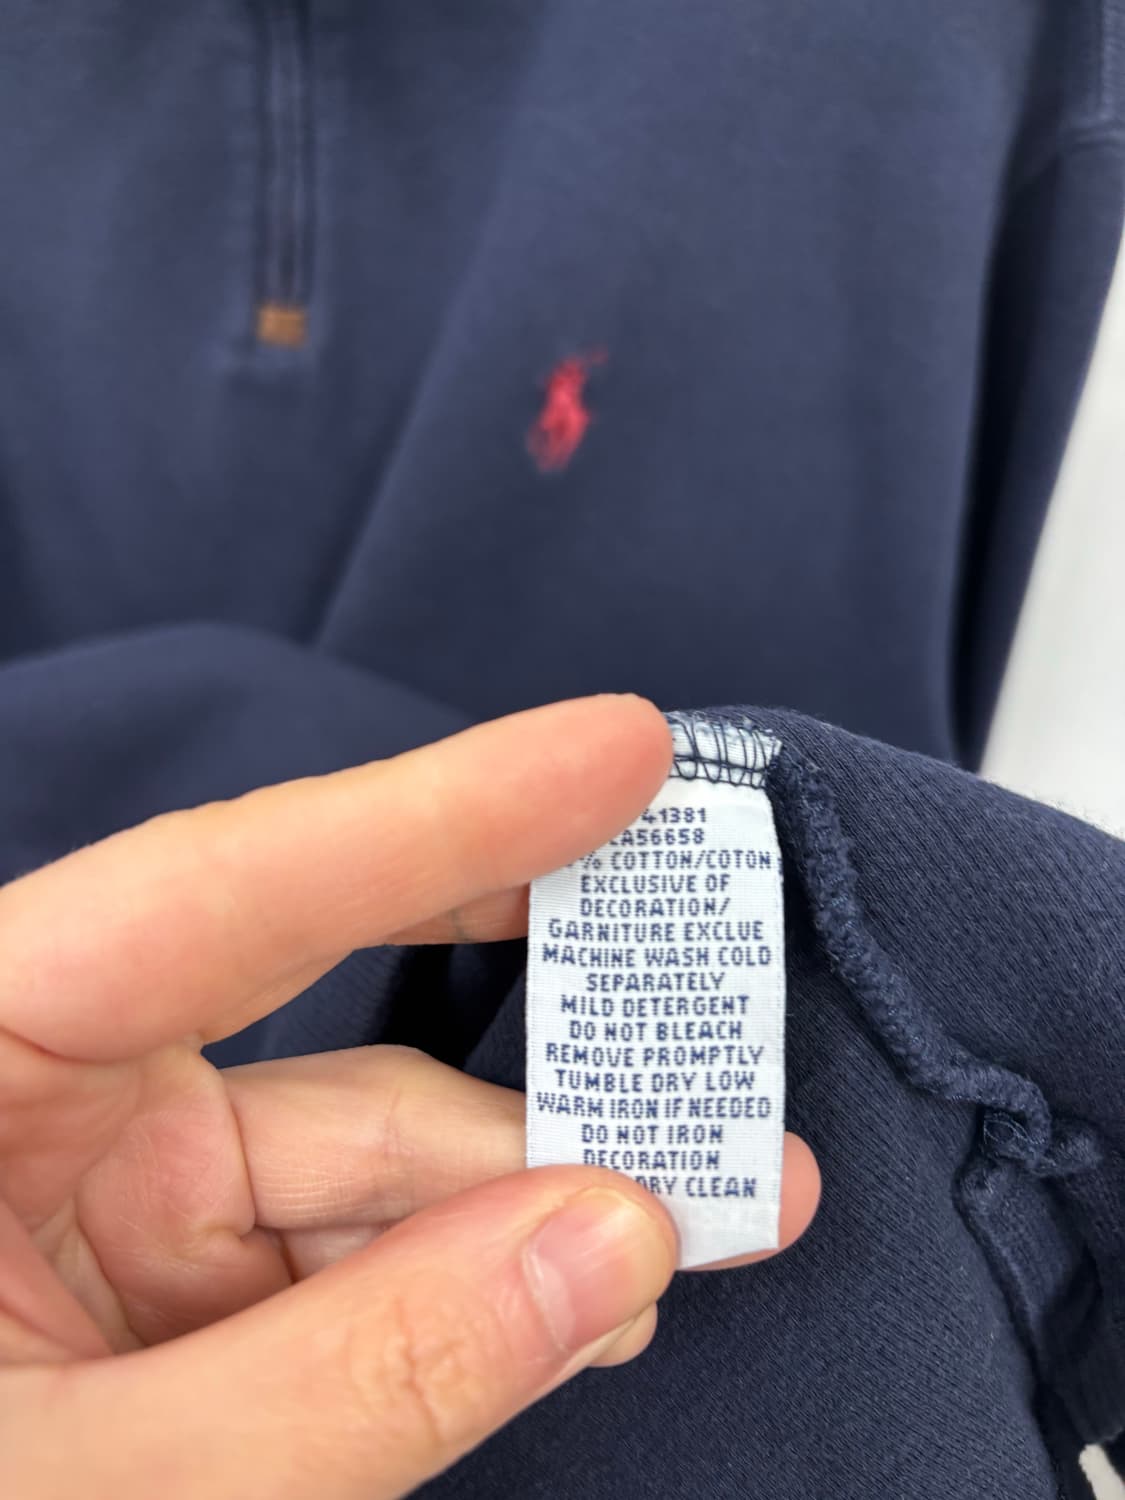 41381
CA56658
% COTTON/COTON
EXCLUSIVE OF
DECORATION/
GARNITURE EXCLUE
MACHINE WASH COLD
SEPARATELY
MILD DETERGENT
DO NOT BLEACH
REMOVE PROMPTLY
TUMBLE DRY LOW
WARM IRON IF NEEDED
DO NOT IRON
DECORATION
DRY CLEAN